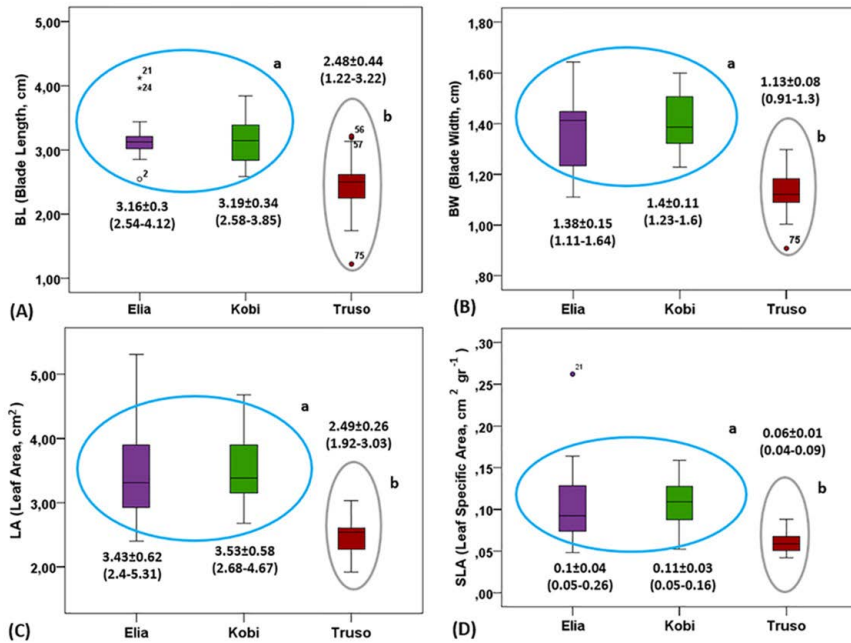 5,00
4,00
3,00
2,00
1,00
BL (Blade Length, cm)
21
24
2
a
2.48±0.44
(1.22-3.22)
b
56
57
75
3.16±0.3
(2.54-4.12)
3.19±0.34
(2.58-3.85)
(A)
Elia Kobi Truso
1,60
1,40
1,20
1,00
,80
BW (Blade Width, cm)
a
1.13±0.08
(0.91-1.3)
b
75
1.38±0.15
(1.11-1.64)
1.4±0.11
(1.23-1.6)
(B)
Elia Kobi Truso
5,00
4,00
3,00
2,00
LA (Leaf Area, cm²)
a
2.49±0.26
(1.92-3.03)
b
3.43±0.62
(2.4-5.31)
3.53±0.58
(2.68-4.67)
(C)
Elia Kobi Truso
,30
,25
,20
,15
,10
,05
,00
SLA (Leaf Specific Area, cm² gr⁻¹)
21
a
0.06±0.01
(0.04-0.09)
b
0.1±0.04
(0.05-0.26)
0.11±0.03
(0.05-0.16)
(D)
Elia Kobi Truso